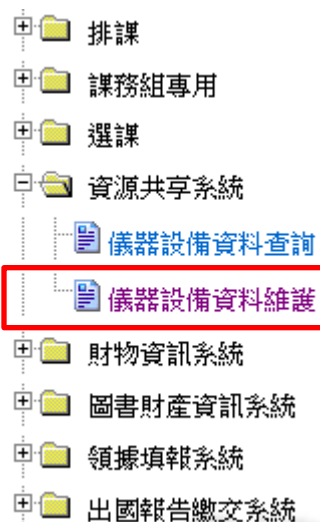 排課
課務組專用
選課
資源共享系統
儀器設備資料查詢
儀器設備資料維護
財物資訊系統
圖書財產資訊系統
領據填報系統
出國報告繳交系統